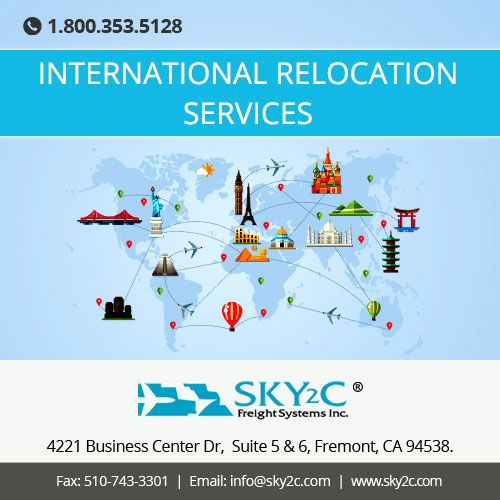 1.800.353.5128
INTERNATIONAL RELOCATION
SERVICES
SKY2C ®
Freight Systems Inc.
4221 Business Center Dr, Suite 5 & 6, Fremont, CA 94538.
Fax: 510-743-3301 | Email: info@sky2c.com | www.sky2c.com